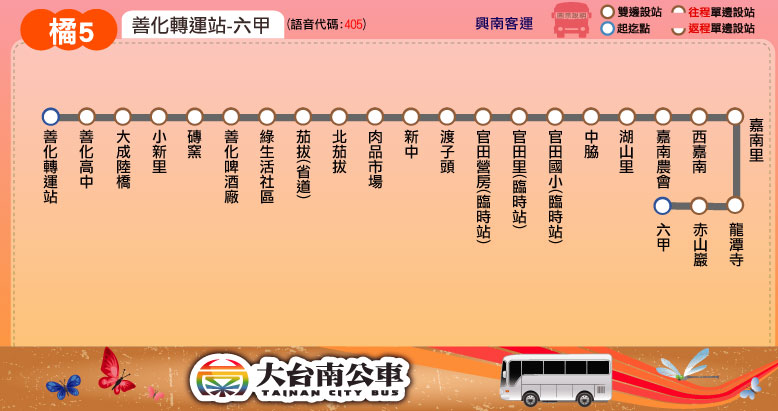 橘5
善化轉運站-六甲
(語音代碼:405)
興南客運
雙邊設站
往程單邊設站
起迄點
返程單邊設站
善化轉運站
善化高中
大成陸橋
小新里
磚窯
善化啤酒廠
綠生活社區
茄拔(省道)
北茄拔
肉品市場
新中
渡子頭
官田營房(臨時站)
官田里(臨時站)
官田國小(臨時站)
中脇
湖山里
嘉南農會
西嘉南
嘉南里
龍潭寺
赤山巖
六甲
大台南公車
TAINAN CITY BUS